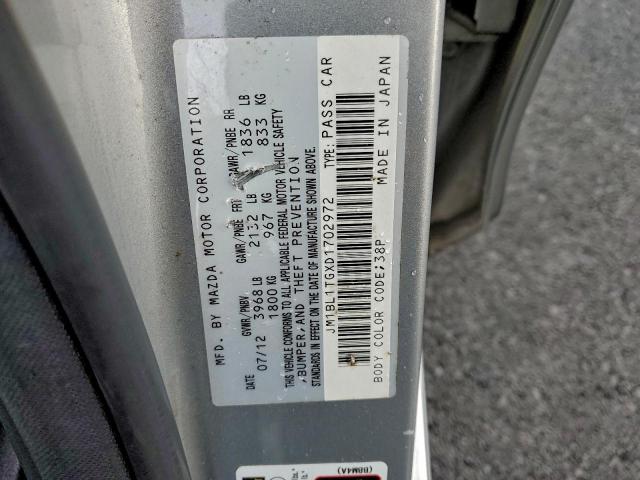 MFD. BY MAZDA MOTOR CORPORATION
DATE GVWR/PNBV GAWR/PNBE FRT GAWR/PNBE RR
07/12 3968 LB 2132 LB 1836 LB
1800 KG 967 KG 833 KG
THIS VEHICLE CONFORMS TO ALL APPLICABLE FEDERAL MOTOR VEHICLE SAFETY
,BUMPER,AND THEFT PREVENTION
STANDARDS IN EFFECT ON THE DATE OF MANUFACTURE SHOWN ABOVE.
JM1BL1TGXD1702972 TYPE: PASS CAR
BODY COLOR CODE;38P MADE IN JAPAN
(BBM4A)